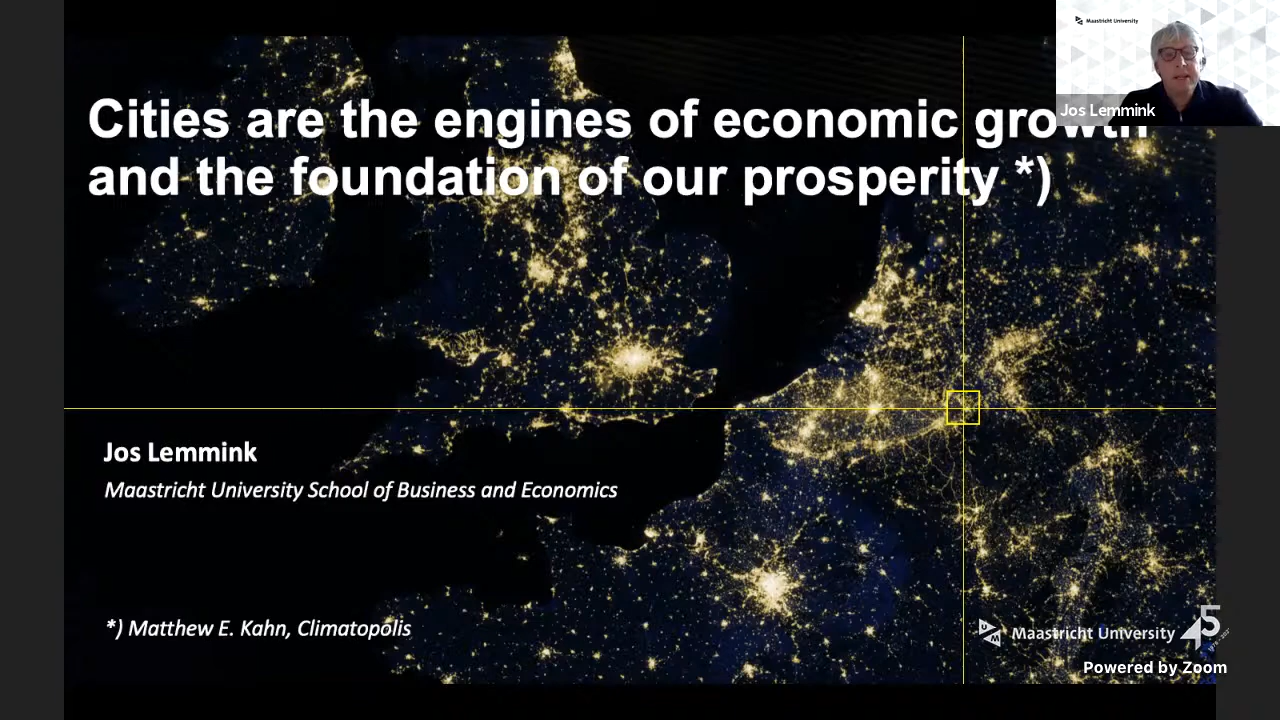 Maastricht University
Jos Lemmink
Cities are the engines of economic growth
and the foundation of our prosperity *)
Jos Lemmink
Maastricht University School of Business and Economics
*) Matthew E. Kahn, Climatopolis
UM
Maastricht University 45
Powered by Zoom